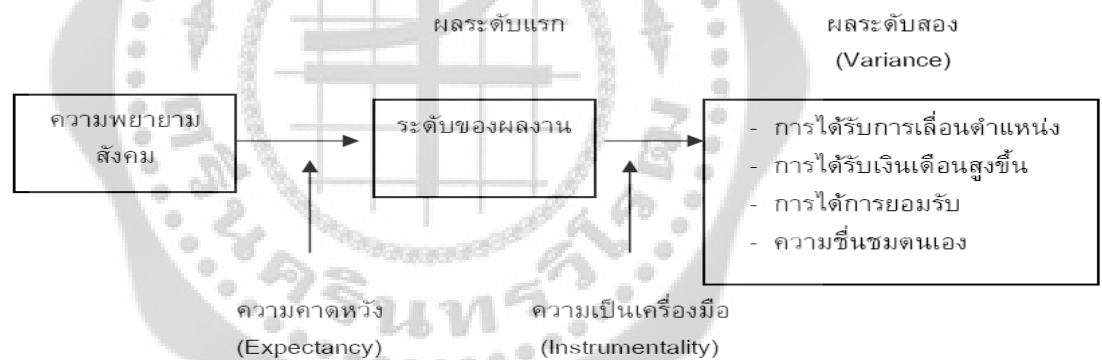 ผลระดับแรก
ผลระดับสอง
(Variance)
ความพยายาม
สังคม
ระดับของผลงาน
- การได้รับการเลื่อนตำแหน่ง
- การได้รับเงินเดือนสูงขึ้น
- การได้การยอมรับ
- ความชื่นชมตนเอง
ความคาดหวัง
(Expectancy)
ความเป็นเครื่องมือ
(Instrumentality)